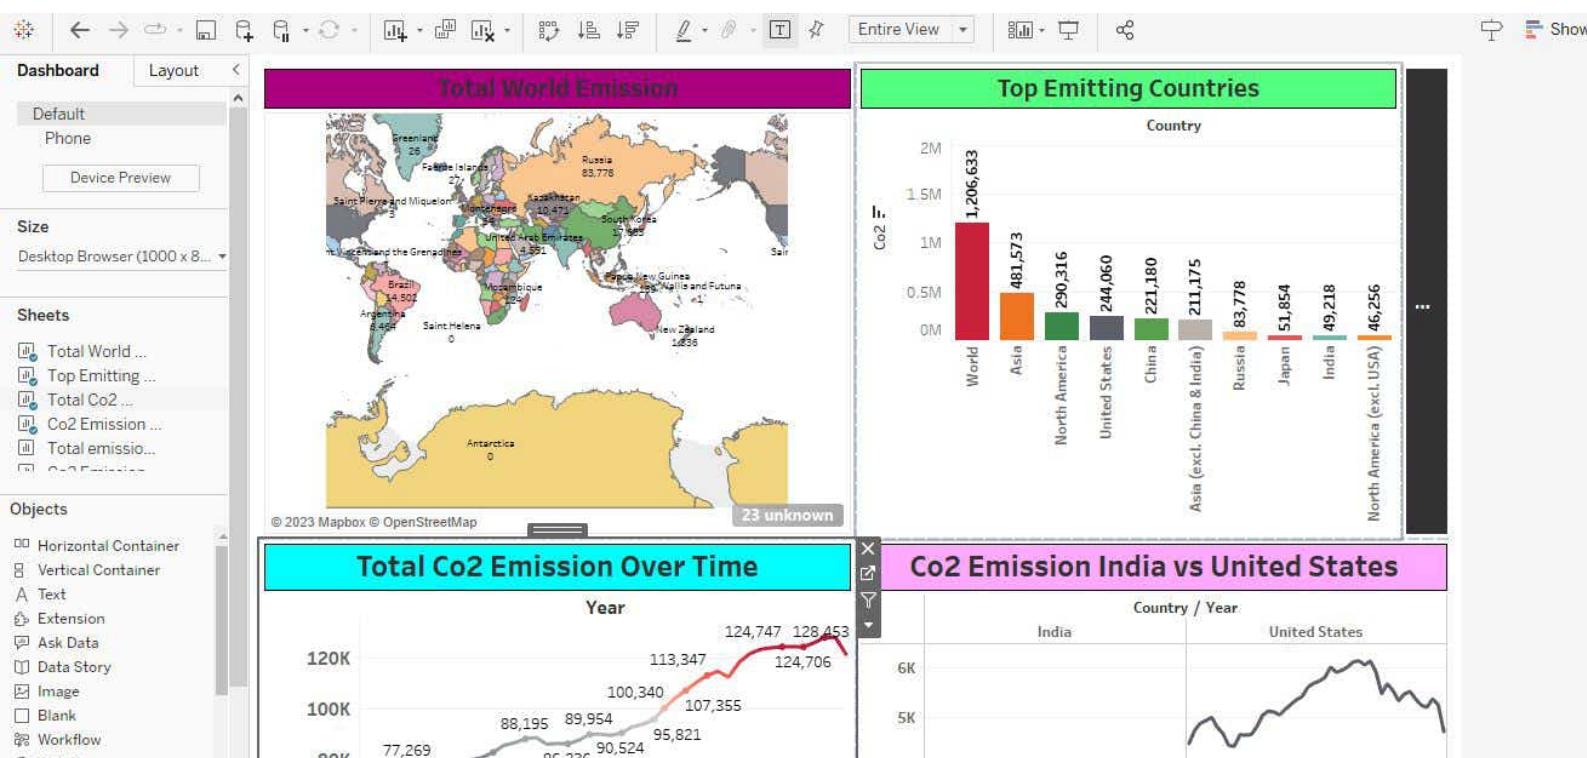 Entire View
Show
Dashboard
Layout
Default
Phone
Device Preview
Size
Desktop Browser (1000 x 8...
Sheets
Total World ...
Top Emitting ...
Total Co2 ...
Co2 Emission ...
Total emissio...
Objects
Horizontal Container
Vertical Container
Text
Extension
Ask Data
Data Story
Image
Blank
Workflow
Total World Emission
Greenland
26
Faeroe Islands
27
Russia
83,778
Saint Pierre and Miquelon
3
Kazakhstan
10,471
Montenegro
South Korea
United Arab Emirates
4,551
nt Vincent and the Grenadines
Sair
Brazil
14,502
Mozambique
Papua New Guinea
Wallis and Futuna
1
Argentina
Saint Helena
0
New Zealand
Antarctica
0
© 2023 Mapbox © OpenStreetMap
23 unknown
Top Emitting Countries
Country
Co2
2M
1.5M
1M
0.5M
0M
1,206,633
481,573
290,316
244,060
221,180
211,175
83,778
51,854
49,218
46,256
World
Asia
North America
United States
China
Asia (excl. China & India)
Russia
Japan
India
North America (excl. USA)
Total Co2 Emission Over Time
Year
120K
100K
77,269
88,195
89,954
90,524
95,821
100,340
107,355
113,347
124,747
124,706
128,453
Co2 Emission India vs United States
Country / Year
India
United States
6K
5K